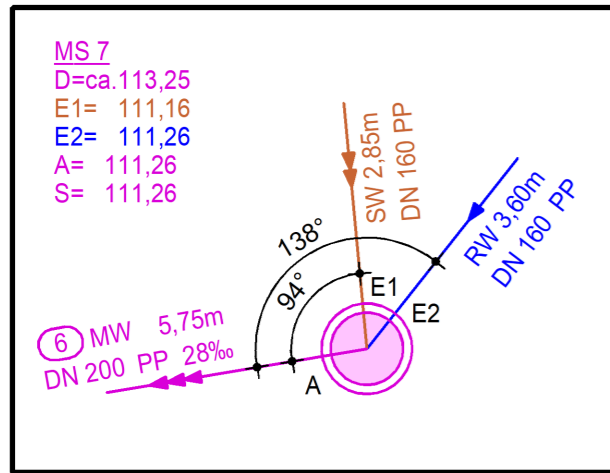 MS 7
D=ca.113,25
E1= 111,16
E2= 111,26
A= 111,26
S= 111,26
SW 2,85m
DN 160 PP
RW 3,60m
DN 160 PP
138°
94°
E1
E2
6 MW 5,75m
DN 200 PP 28‰
A